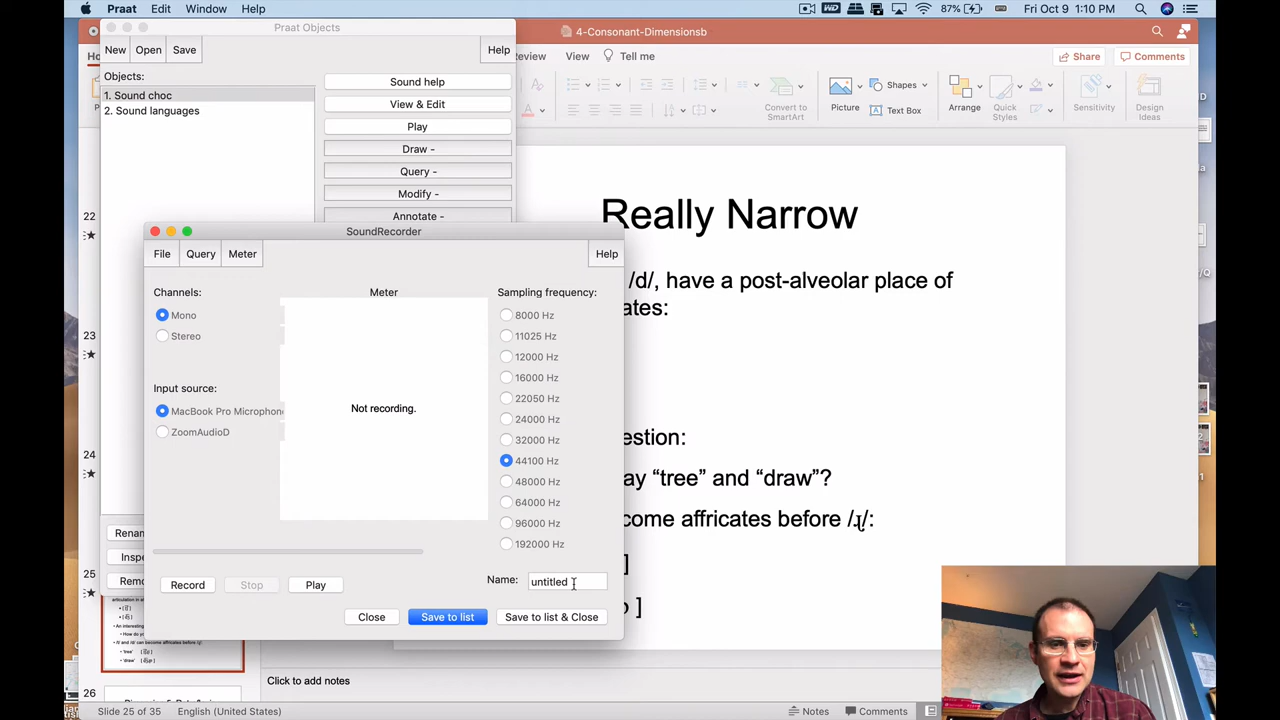 Praat Edit Window Help
87% Fri Oct 9 1:10 PM
Praat Objects
4-Consonant-Dimensionsb
New Open Save Help
View Tell me Share Comments
Objects:
1. Sound choc
2. Sound languages
Sound help
View & Edit
Play
Draw -
Query -
Modify -
Annotate -
Convert to
SmartArt
Picture
Shapes
Text Box
Arrange
Quick
Styles
Sensitivity
Design
Ideas
22
23
24
25
26
Really Narrow
/d/, have a post-alveolar place of
ates:
estion:
ay “tree” and “draw”?
come affricates before /ɹ/:
]
]
SoundRecorder
File Query Meter Help
Channels:
Mono
Stereo
Input source:
MacBook Pro Microphone
ZoomAudioD
Meter
Not recording.
Sampling frequency:
8000 Hz
11025 Hz
12000 Hz
16000 Hz
22050 Hz
24000 Hz
32000 Hz
44100 Hz
48000 Hz
64000 Hz
96000 Hz
192000 Hz
Record Stop Play
Name: untitled
Close Save to list Save to list & Close
Click to add notes
Slide 25 of 35 English (United States) Notes Comments